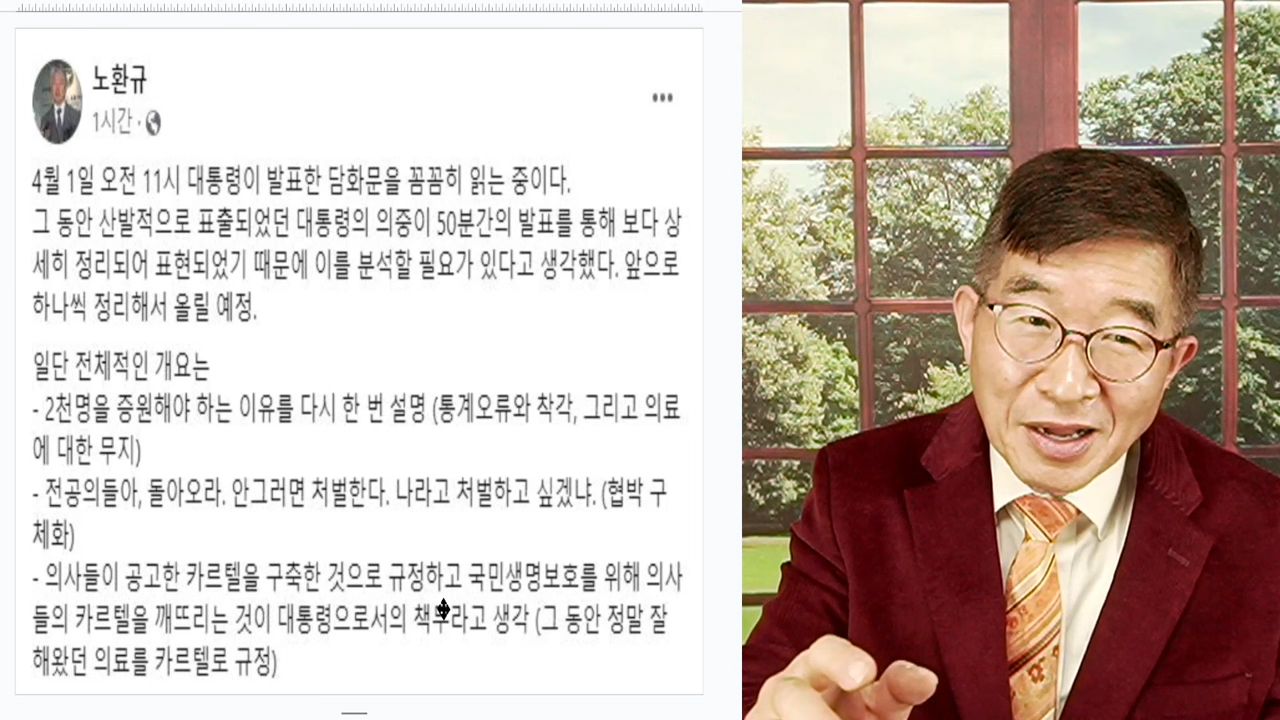 노환규
1시간 ·
4월 1일 오전 11시 대통령이 발표한 담화문을 꼼꼼히 읽는 중이다.
그 동안 산발적으로 표출되었던 대통령의 의중이 50분간의 발표를 통해 보다 상
세히 정리되어 표현되었기 때문에 이를 분석할 필요가 있다고 생각했다. 앞으로
하나씩 정리해서 올릴 예정.
일단 전체적인 개요는
- 2천명을 증원해야 하는 이유를 다시 한 번 설명 (통계오류와 착각, 그리고 의료
에 대한 무지)
- 전공의들아, 돌아오라. 안그러면 처벌한다. 나라고 처벌하고 싶겠냐. (협박 구
체화)
- 의사들이 공고한 카르텔을 구축한 것으로 규정하고 국민생명보호를 위해 의사
들의 카르텔을 깨뜨리는 것이 대통령으로서의 책무라고 생각 (그 동안 정말 잘
해왔던 의료를 카르텔로 규정)